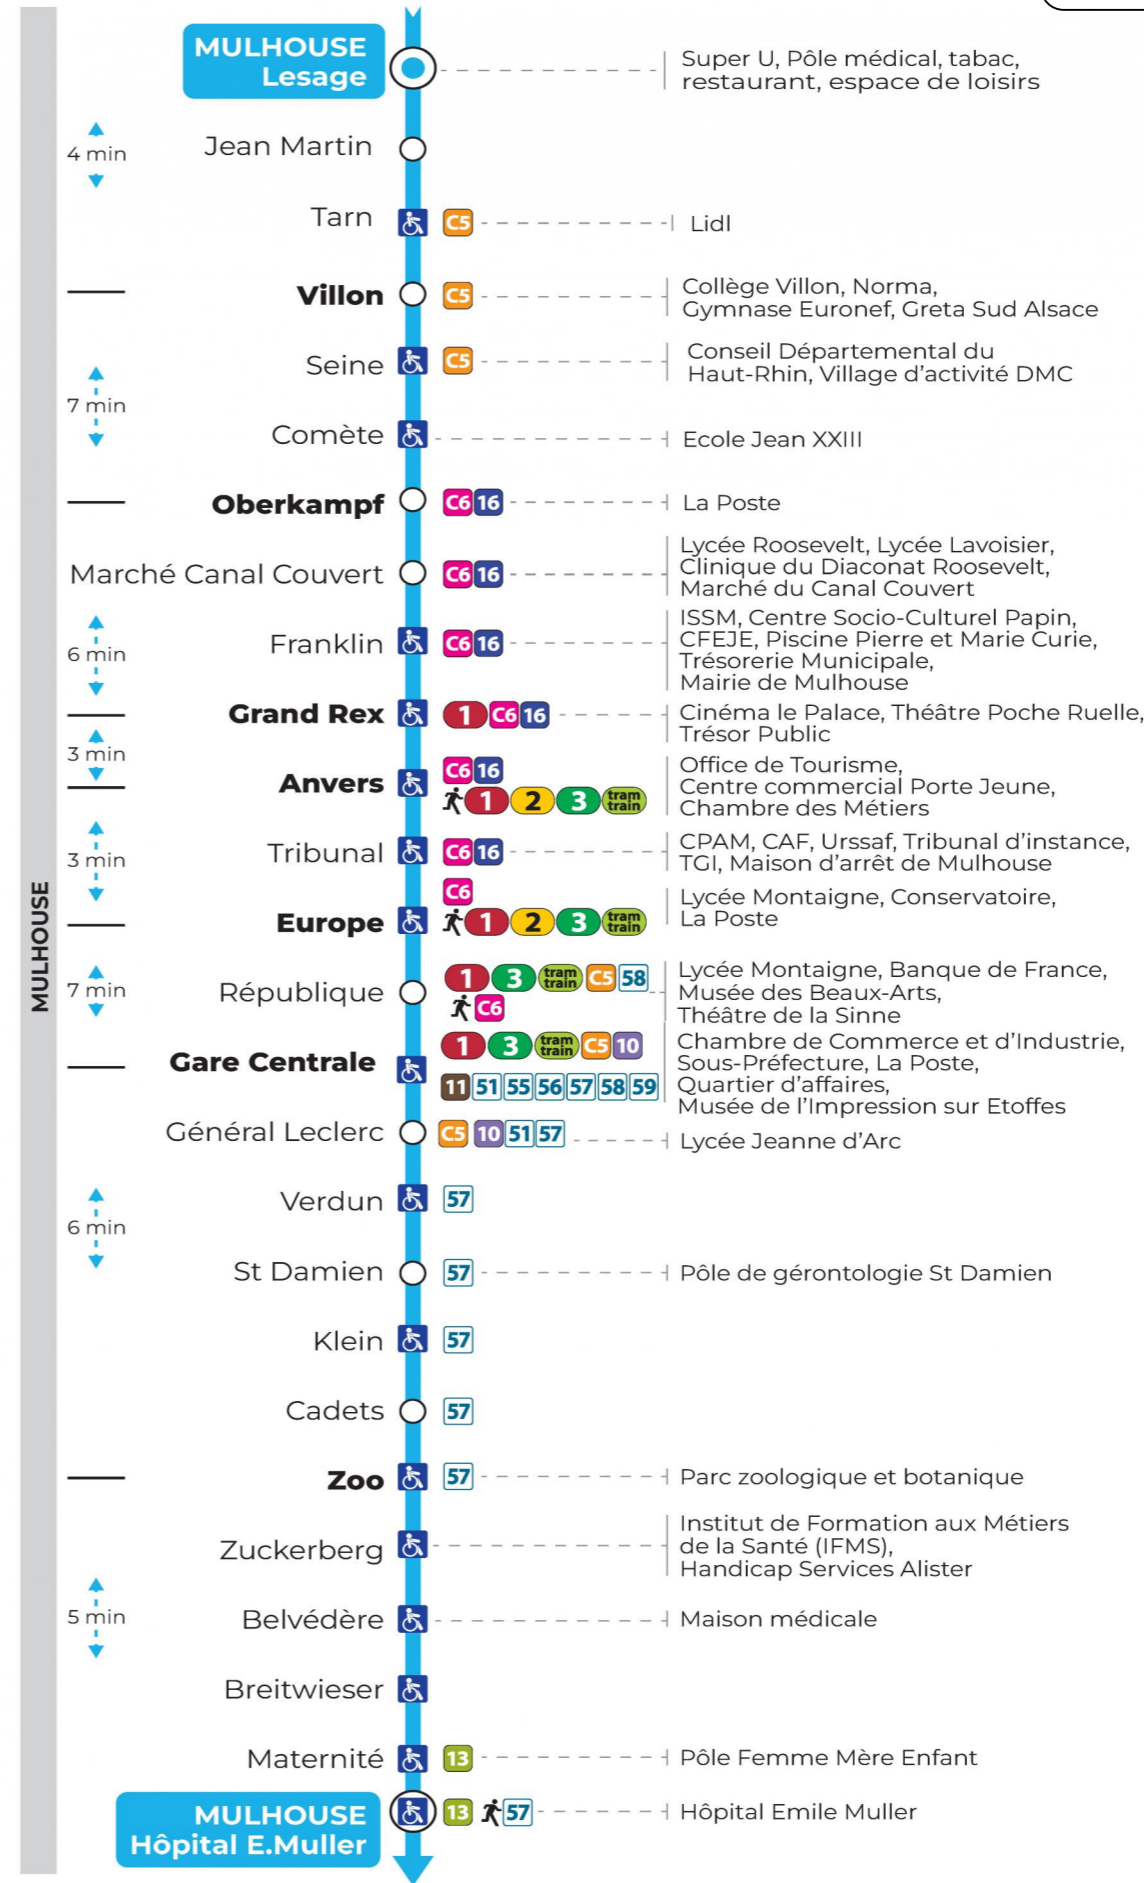 MULHOUSE
Lesage
Super U, Pôle médical, tabac,
restaurant, espace de loisirs
4 min
Jean Martin
Tarn
C5
Lidl
Villon
C5
Collège Villon, Norma,
Gymnase Euronef, Greta Sud Alsace
Seine
C5
Conseil Départemental du
Haut-Rhin, Village d'activité DMC
7 min
Comète
Ecole Jean XXIII
Oberkampf
C6 16
La Poste
Marché Canal Couvert
C6 16
Lycée Roosevelt, Lycée Lavoisier,
Clinique du Diaconat Roosevelt,
Marché du Canal Couvert
6 min
Franklin
C6 16
ISSM, Centre Socio-Culturel Papin,
CFEJE, Piscine Pierre et Marie Curie,
Trésorerie Municipale,
Mairie de Mulhouse
Grand Rex
1 C6 16
Cinéma le Palace, Théâtre Poche Ruelle,
Trésor Public
3 min
Anvers
C6 16
1 2 3 tram train
Office de Tourisme,
Centre commercial Porte Jeune,
Chambre des Métiers
3 min
Tribunal
C6 16
CPAM, CAF, Urssaf, Tribunal d'instance,
TGI, Maison d'arrêt de Mulhouse
Europe
C6
1 2 3 tram train
Lycée Montaigne, Conservatoire,
La Poste
MULHOUSE
7 min
République
1 3 tram train C5 58
C6
Lycée Montaigne, Banque de France,
Musée des Beaux-Arts,
Théâtre de la Sinne
Gare Centrale
1 3 tram train C5 10
11 51 55 56 57 58 59
Chambre de Commerce et d'Industrie,
Sous-Préfecture, La Poste,
Quartier d'affaires,
Musée de l'Impression sur Etoffes
Général Leclerc
C5 10 51 57
Lycée Jeanne d'Arc
Verdun
57
6 min
St Damien
57
Pôle de gérontologie St Damien
Klein
57
Cadets
57
Zoo
57
Parc zoologique et botanique
Zuckerberg
Institut de Formation aux Métiers
de la Santé (IFMS),
Handicap Services Alister
5 min
Belvédère
Maison médicale
Breitwieser
Maternité
13
Pôle Femme Mère Enfant
MULHOUSE
Hôpital E.Muller
13 57
Hôpital Emile Muller